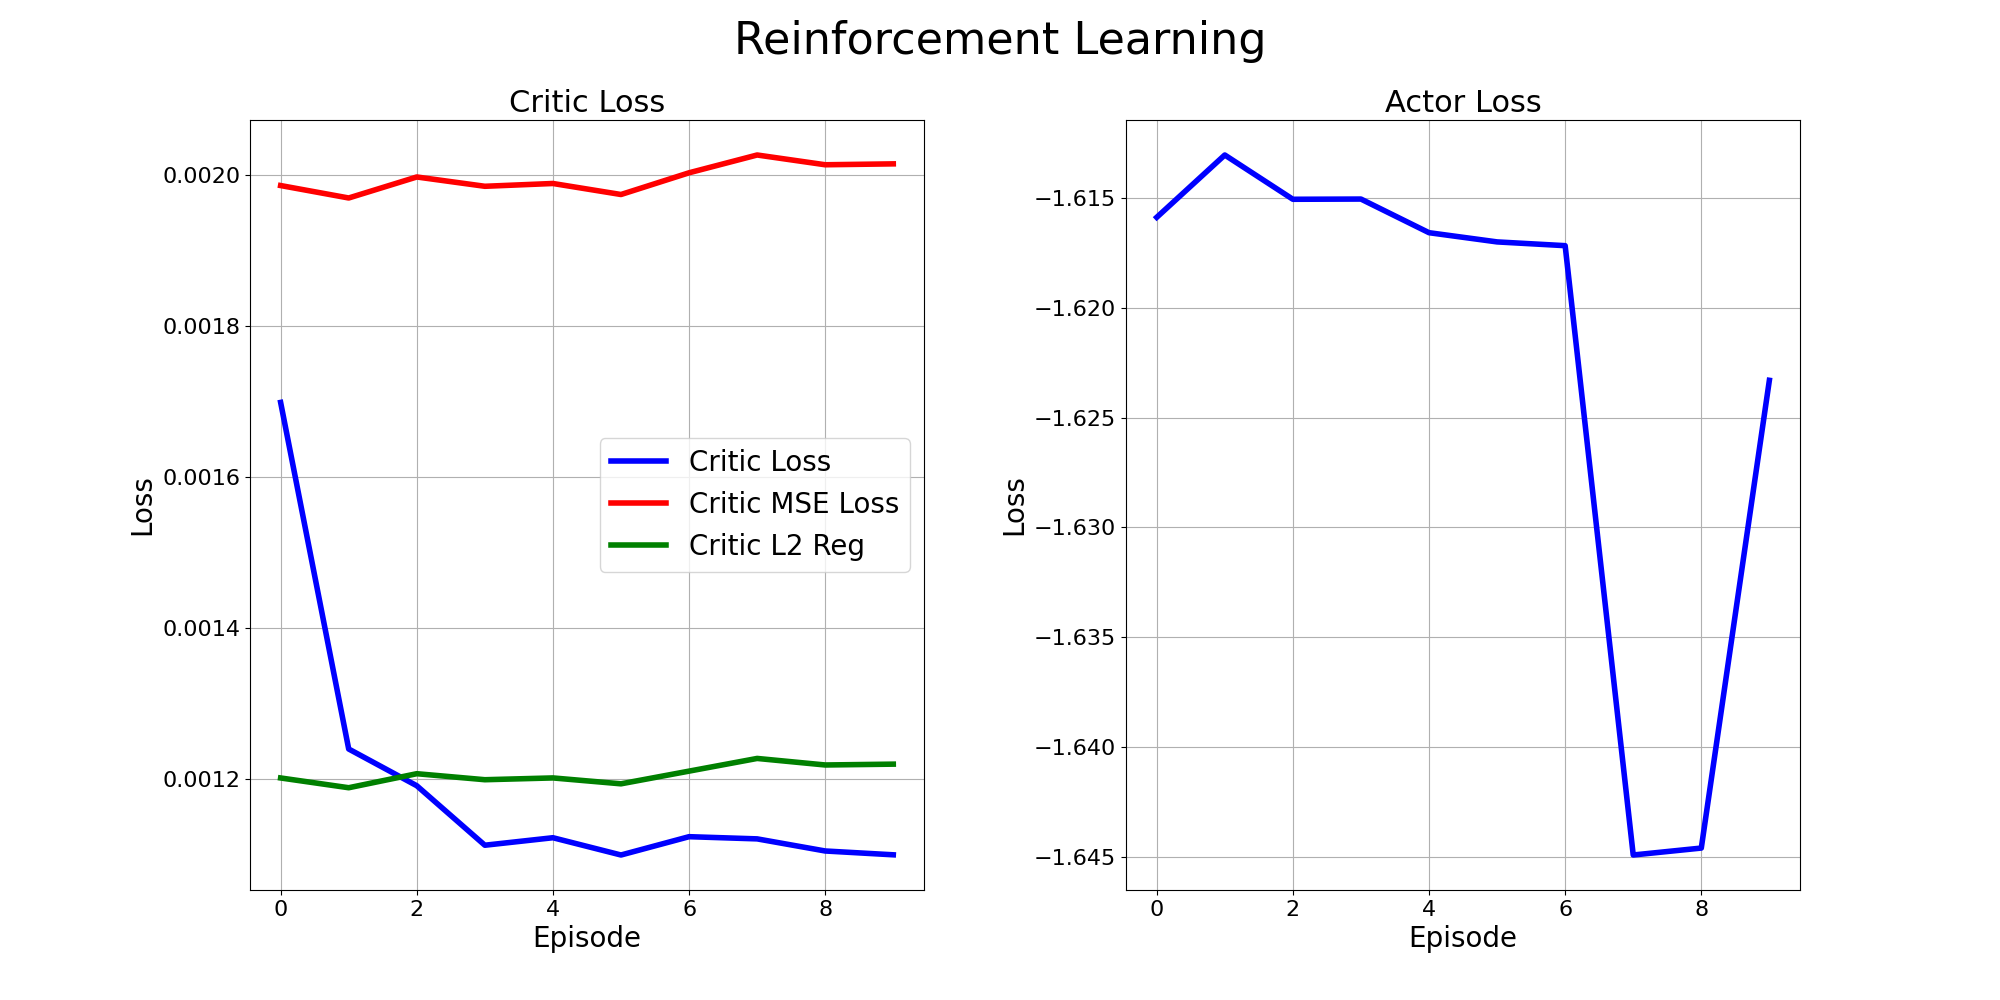 Reinforcement Learning
Critic Loss
0.0020
0.0018
0.0016
0.0014
0.0012
Loss
Critic Loss
Critic MSE Loss
Critic L2 Reg
0 2 4 6 8
Episode
Actor Loss
−1.615
−1.620
−1.625
−1.630
−1.635
−1.640
−1.645
Loss
0 2 4 6 8
Episode